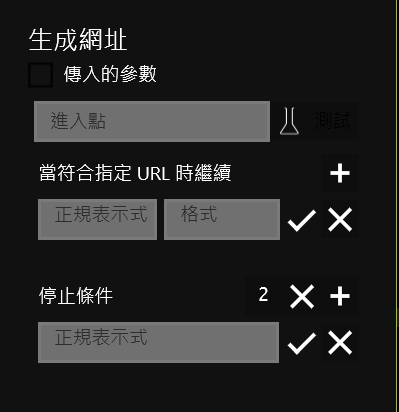 生成網址
傳入的參數
進入點 測試
當符合指定 URL 時繼續
正規表示式 格式
停止條件 2
正規表示式